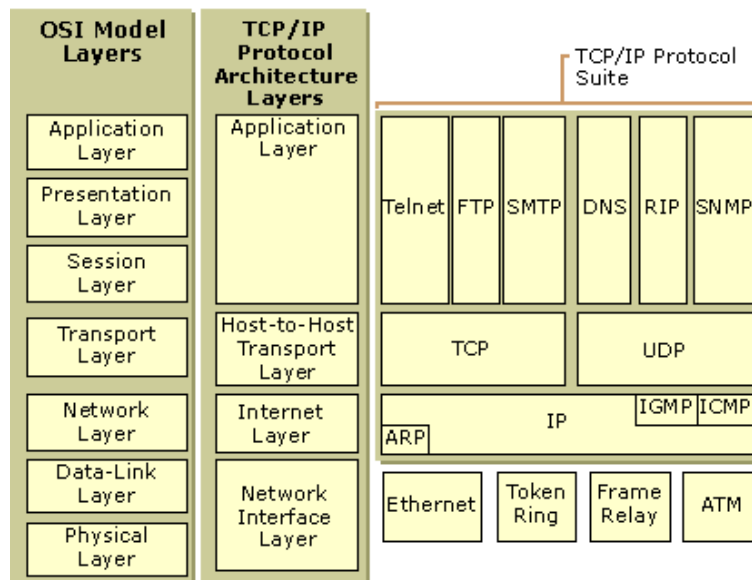 OSI Model
Layers
Application
Layer
Presentation
Layer
Session
Layer
Transport
Layer
Network
Layer
Data-Link
Layer
Physical
Layer
TCP/IP
Protocol
Architecture
Layers
Application
Layer
Host-to-Host
Transport
Layer
Internet
Layer
Network
Interface
Layer
TCP/IP Protocol
Suite
Telnet
FTP
SMTP
DNS
RIP
SNMP
TCP
UDP
IP
IGMP
ICMP
ARP
Ethernet
Token
Ring
Frame
Relay
ATM